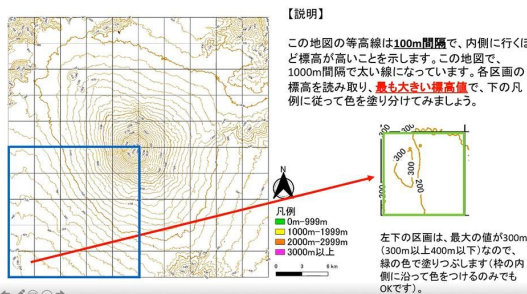 【説明】
この地図の等高線は100m間隔で、内側に行くほ
ど標高が高いことを示します。この地図で、
1000m間隔で太い線になっています。各区画の
標高を読み取り、最も大きい標高値で、下の凡
例に従って色を塗り分けてみましょう。
300
300
300
300
200
200
N
凡例
0m-999m
1000m-1999m
2000m-2999m
3000m以上
0 3 6 km
左下の区画は、最大の値が300m
(300m以上400m以下)なので、
緑の色で塗りつぶします(枠の内
側に沿って色をつけるのみでも
OKです)。